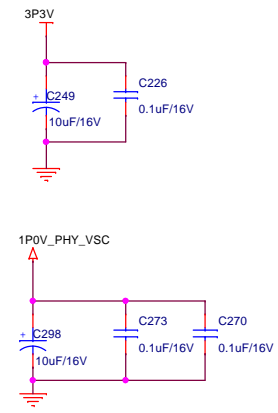 3P3V
C226
+ C249
0.1uF/16V
10uF/16V
1P0V_PHY_VSC
+ C298
C273
C270
10uF/16V
0.1uF/16V
0.1uF/16V